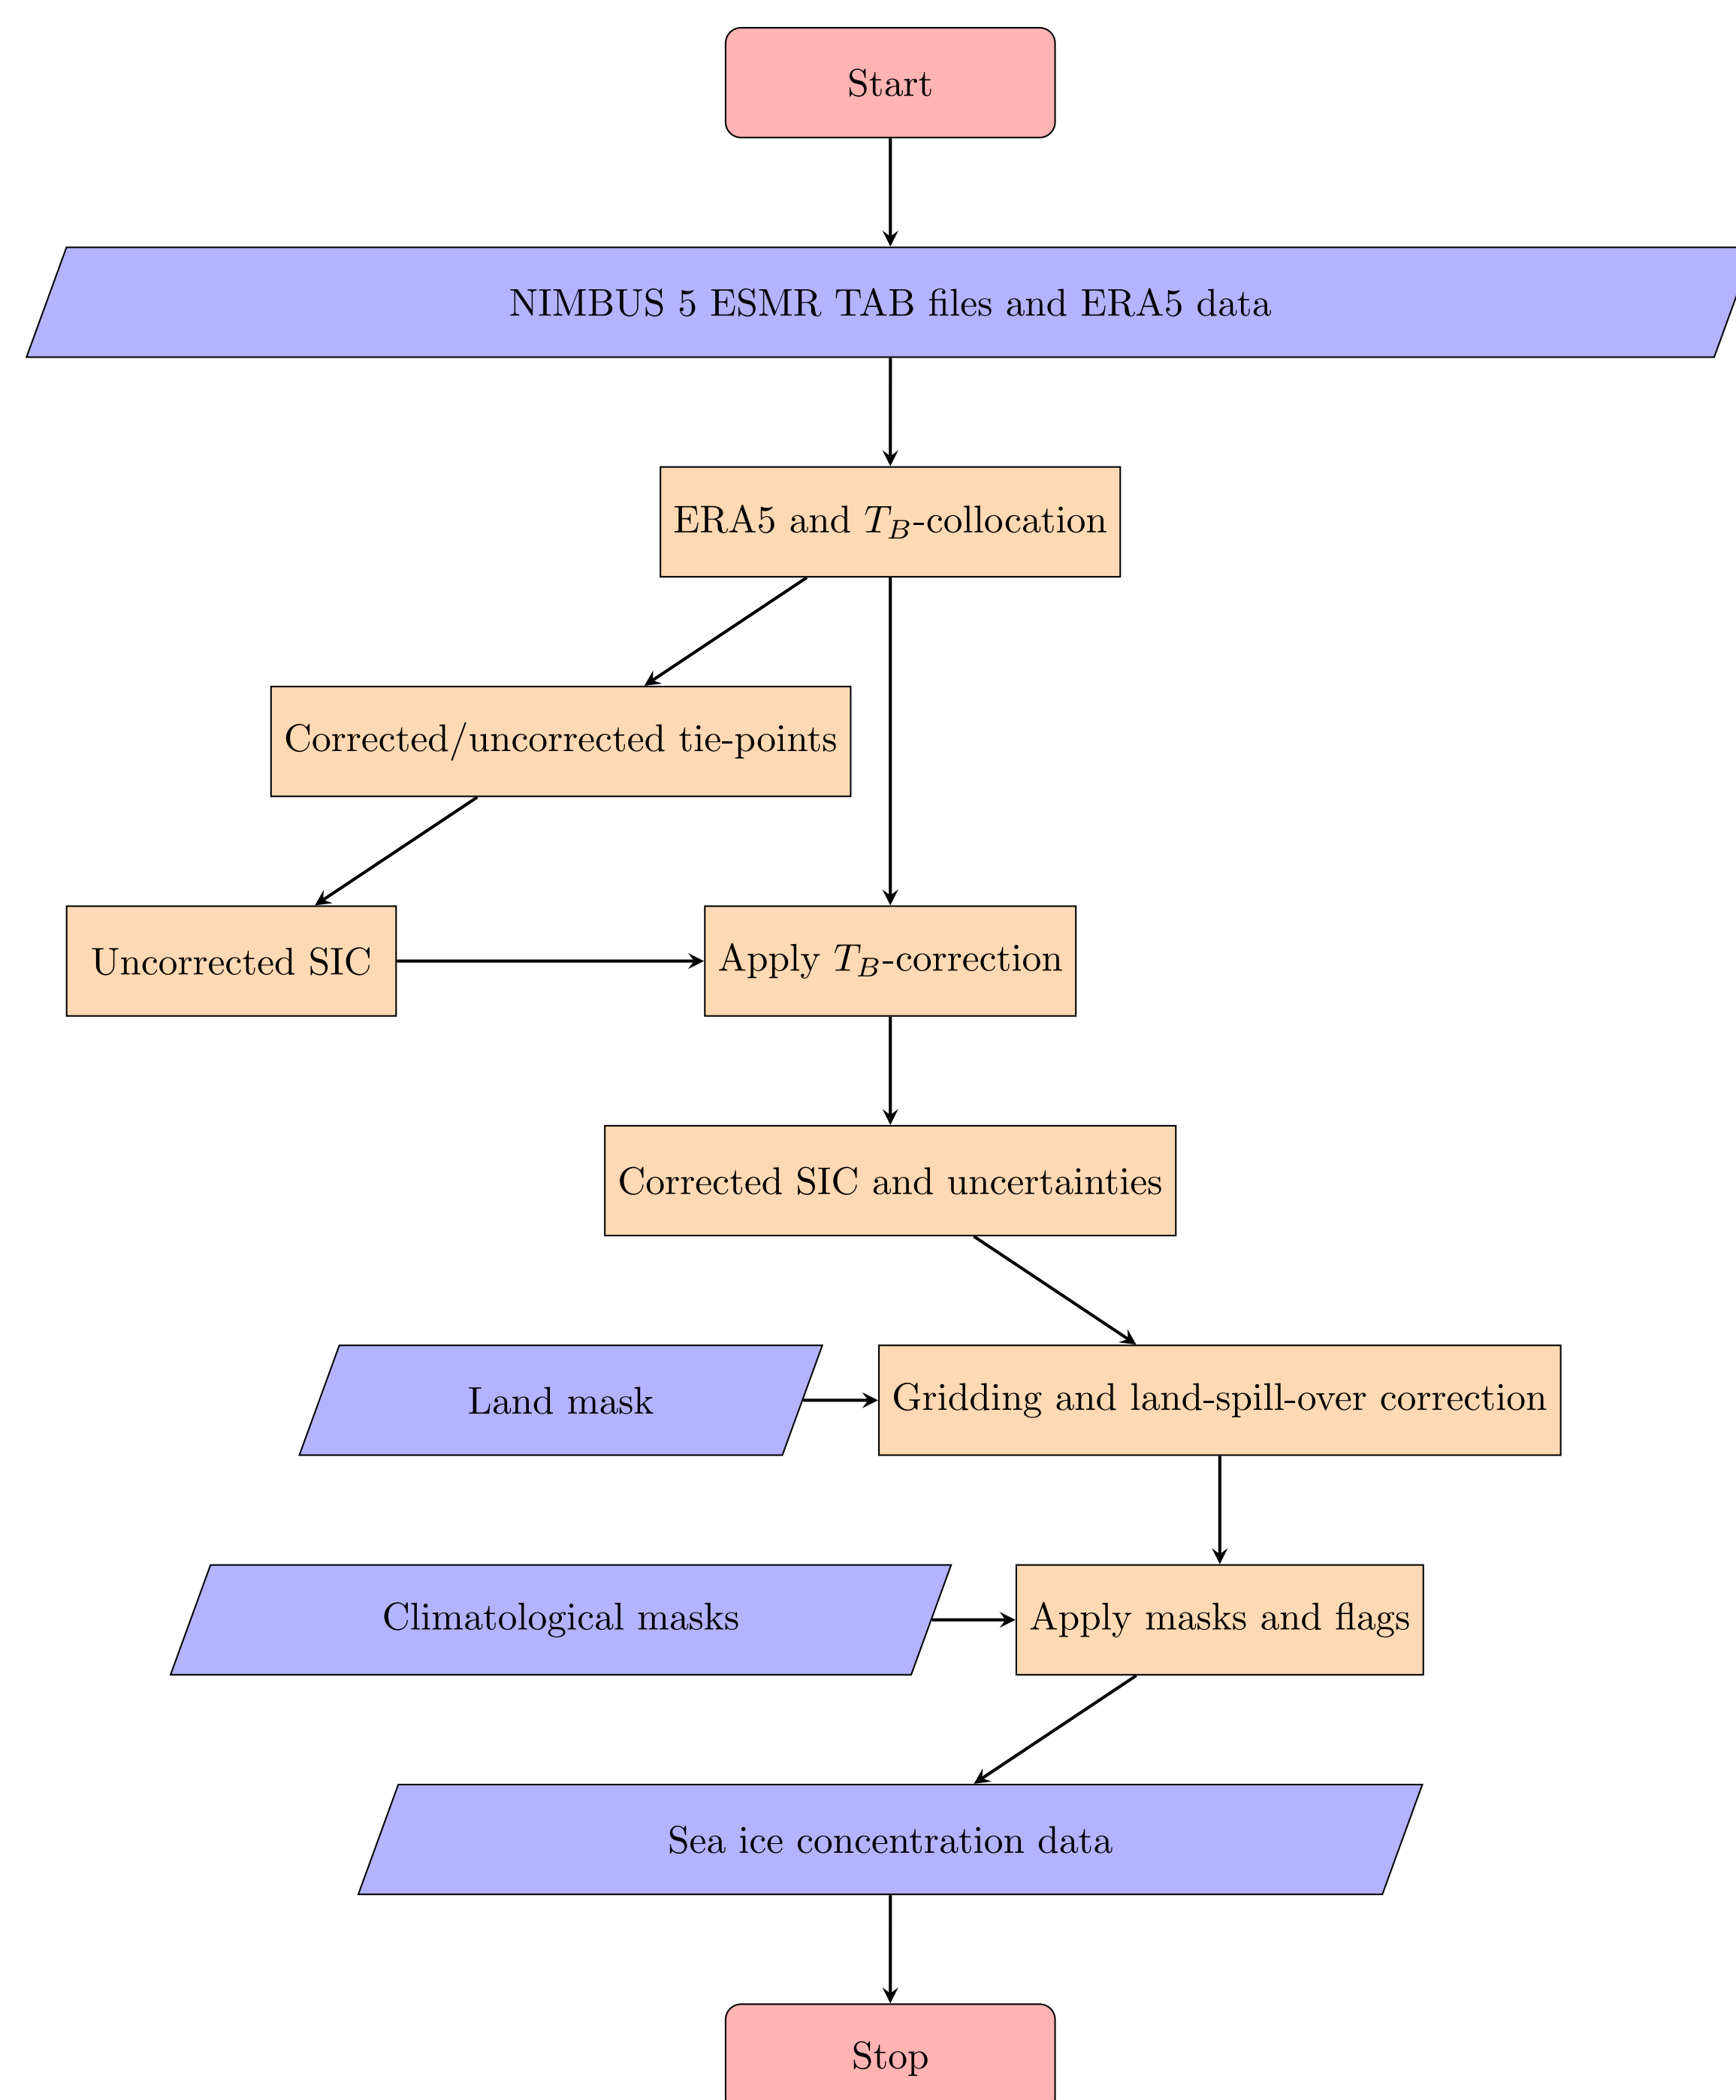 Start
NIMBUS 5 ESMR TAB files and ERA5 data
ERA5 and T_B-collocation
Corrected/uncorrected tie-points
Uncorrected SIC
Apply T_B-correction
Corrected SIC and uncertainties
Land mask
Gridding and land-spill-over correction
Climatological masks
Apply masks and flags
Sea ice concentration data
Stop